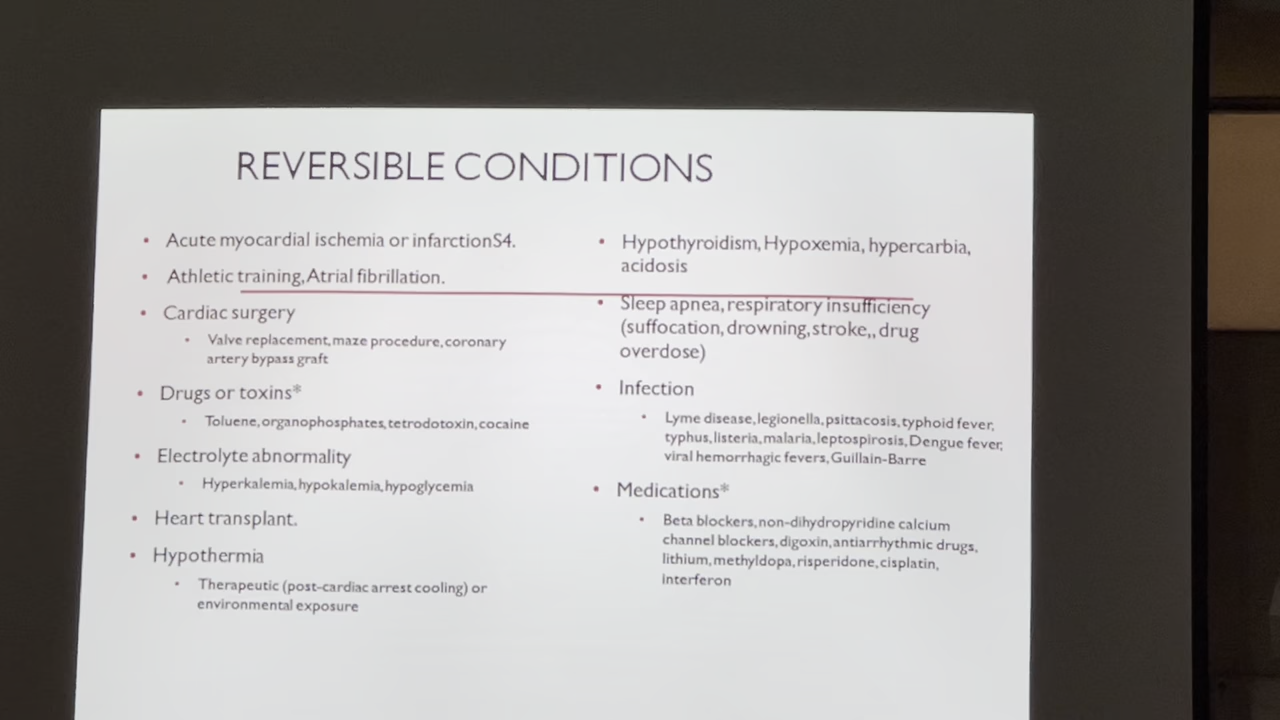 REVERSIBLE CONDITIONS
• Acute myocardial ischemia or infarctionS4.
• Athletic training, Atrial fibrillation.
• Cardiac surgery
• Valve replacement, maze procedure, coronary
artery bypass graft
• Drugs or toxins*
• Toluene, organophosphates, tetrodotoxin, cocaine
• Electrolyte abnormality
• Hyperkalemia, hypokalemia, hypoglycemia
• Heart transplant.
• Hypothermia
• Therapeutic (post-cardiac arrest cooling) or
environmental exposure
• Hypothyroidism, Hypoxemia, hypercarbia,
acidosis
• Sleep apnea, respiratory insufficiency
(suffocation, drowning, stroke,, drug
overdose)
• Infection
• Lyme disease, legionella, psittacosis, typhoid fever,
typhus, listeria, malaria, leptospirosis, Dengue fever,
viral hemorrhagic fevers, Guillain-Barre
• Medications*
• Beta blockers, non-dihydropyridine calcium
channel blockers, digoxin, antiarrhythmic drugs,
lithium, methyldopa, risperidone, cisplatin,
interferon